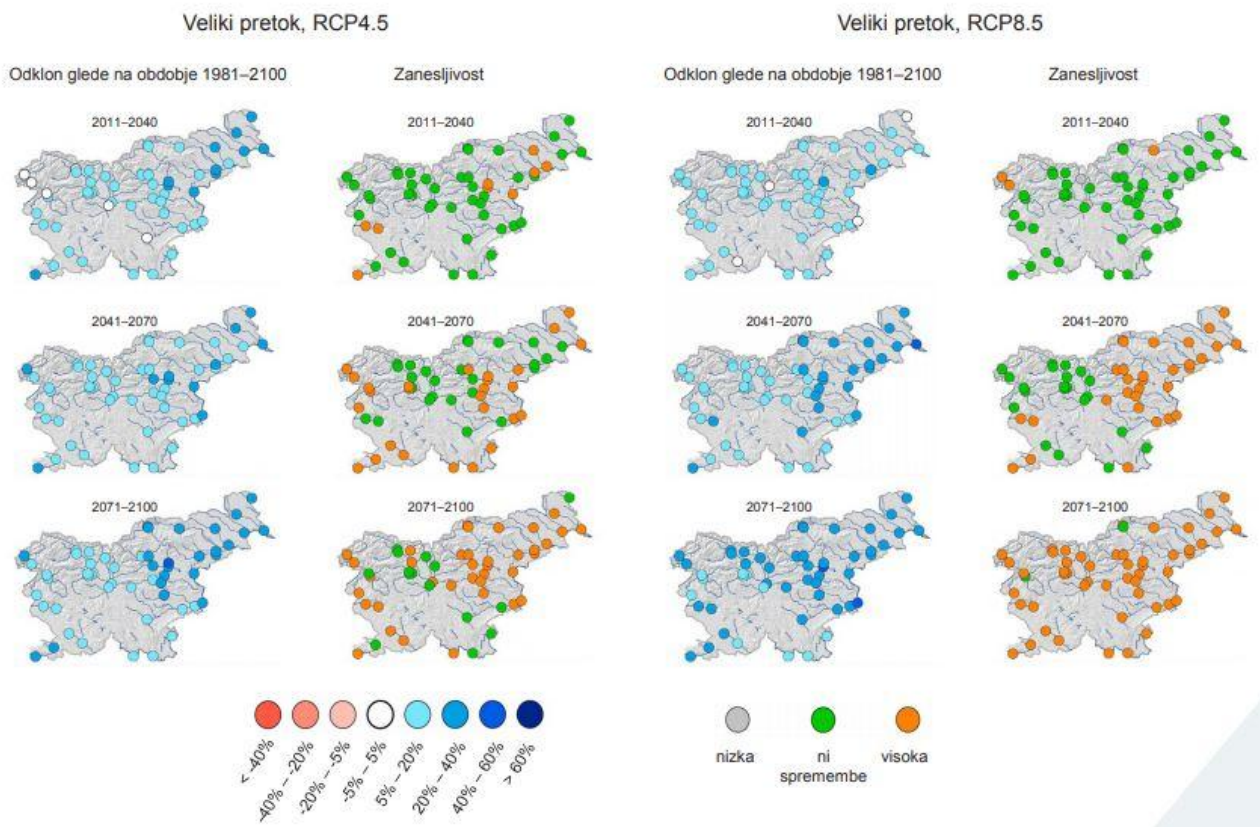 Veliki pretok, RCP4.5
Veliki pretok, RCP8.5
Odklon glede na obdobje 1981–2100
Zanesljivost
Odklon glede na obdobje 1981–2100
Zanesljivost
2011–2040
2011–2040
2011–2040
2011–2040
2041–2070
2041–2070
2041–2070
2041–2070
2071–2100
2071–2100
2071–2100
2071–2100
< -40%
-40% – -20%
-20% – -5%
-5% – 5%
5% – 20%
20% – 40%
40% – 60%
> 60%
nizka
ni
spremembe
visoka